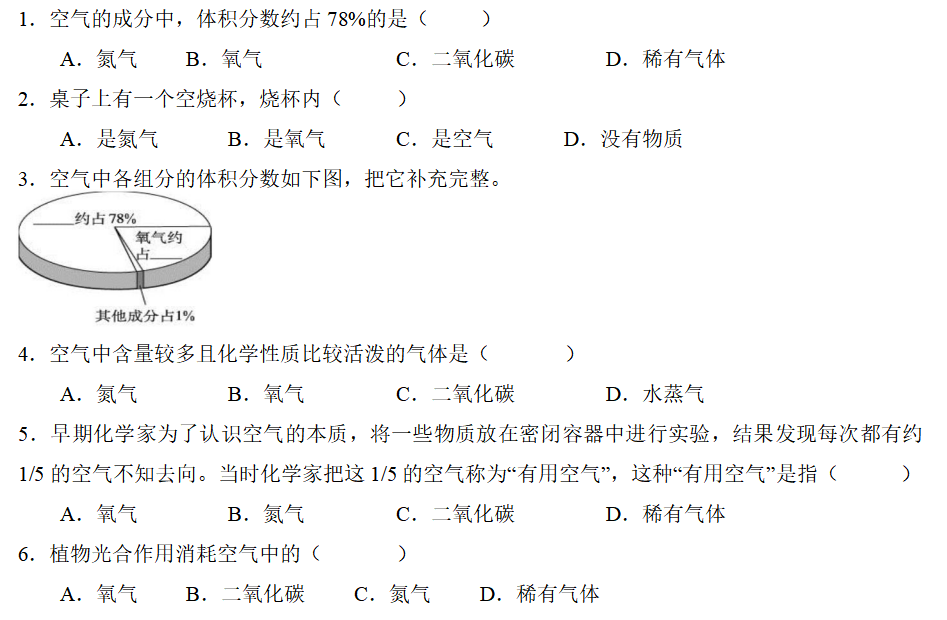 1．空气的成分中，体积分数约占 78%的是（　　）
A．氮气　B．氧气　C．二氧化碳　D．稀有气体
2．桌子上有一个空烧杯，烧杯内（　　）
A．是氮气　B．是氧气　C．是空气　D．没有物质
3．空气中各组分的体积分数如下图，把它补充完整。
____约占 78%
氧气约
占____
其他成分占1%
4．空气中含量较多且化学性质比较活泼的气体是（　　）
A．氮气　B．氧气　C．二氧化碳　D．水蒸气
5．早期化学家为了认识空气的本质，将一些物质放在密闭容器中进行实验，结果发现每次都有约
1/5 的空气不知去向。当时化学家把这 1/5 的空气称为“有用空气”，这种“有用空气”是指（　　）
A．氧气　B．氮气　C．二氧化碳　D．稀有气体
6．植物光合作用消耗空气中的（　　）
A．氧气　B．二氧化碳　C．氮气　D．稀有气体